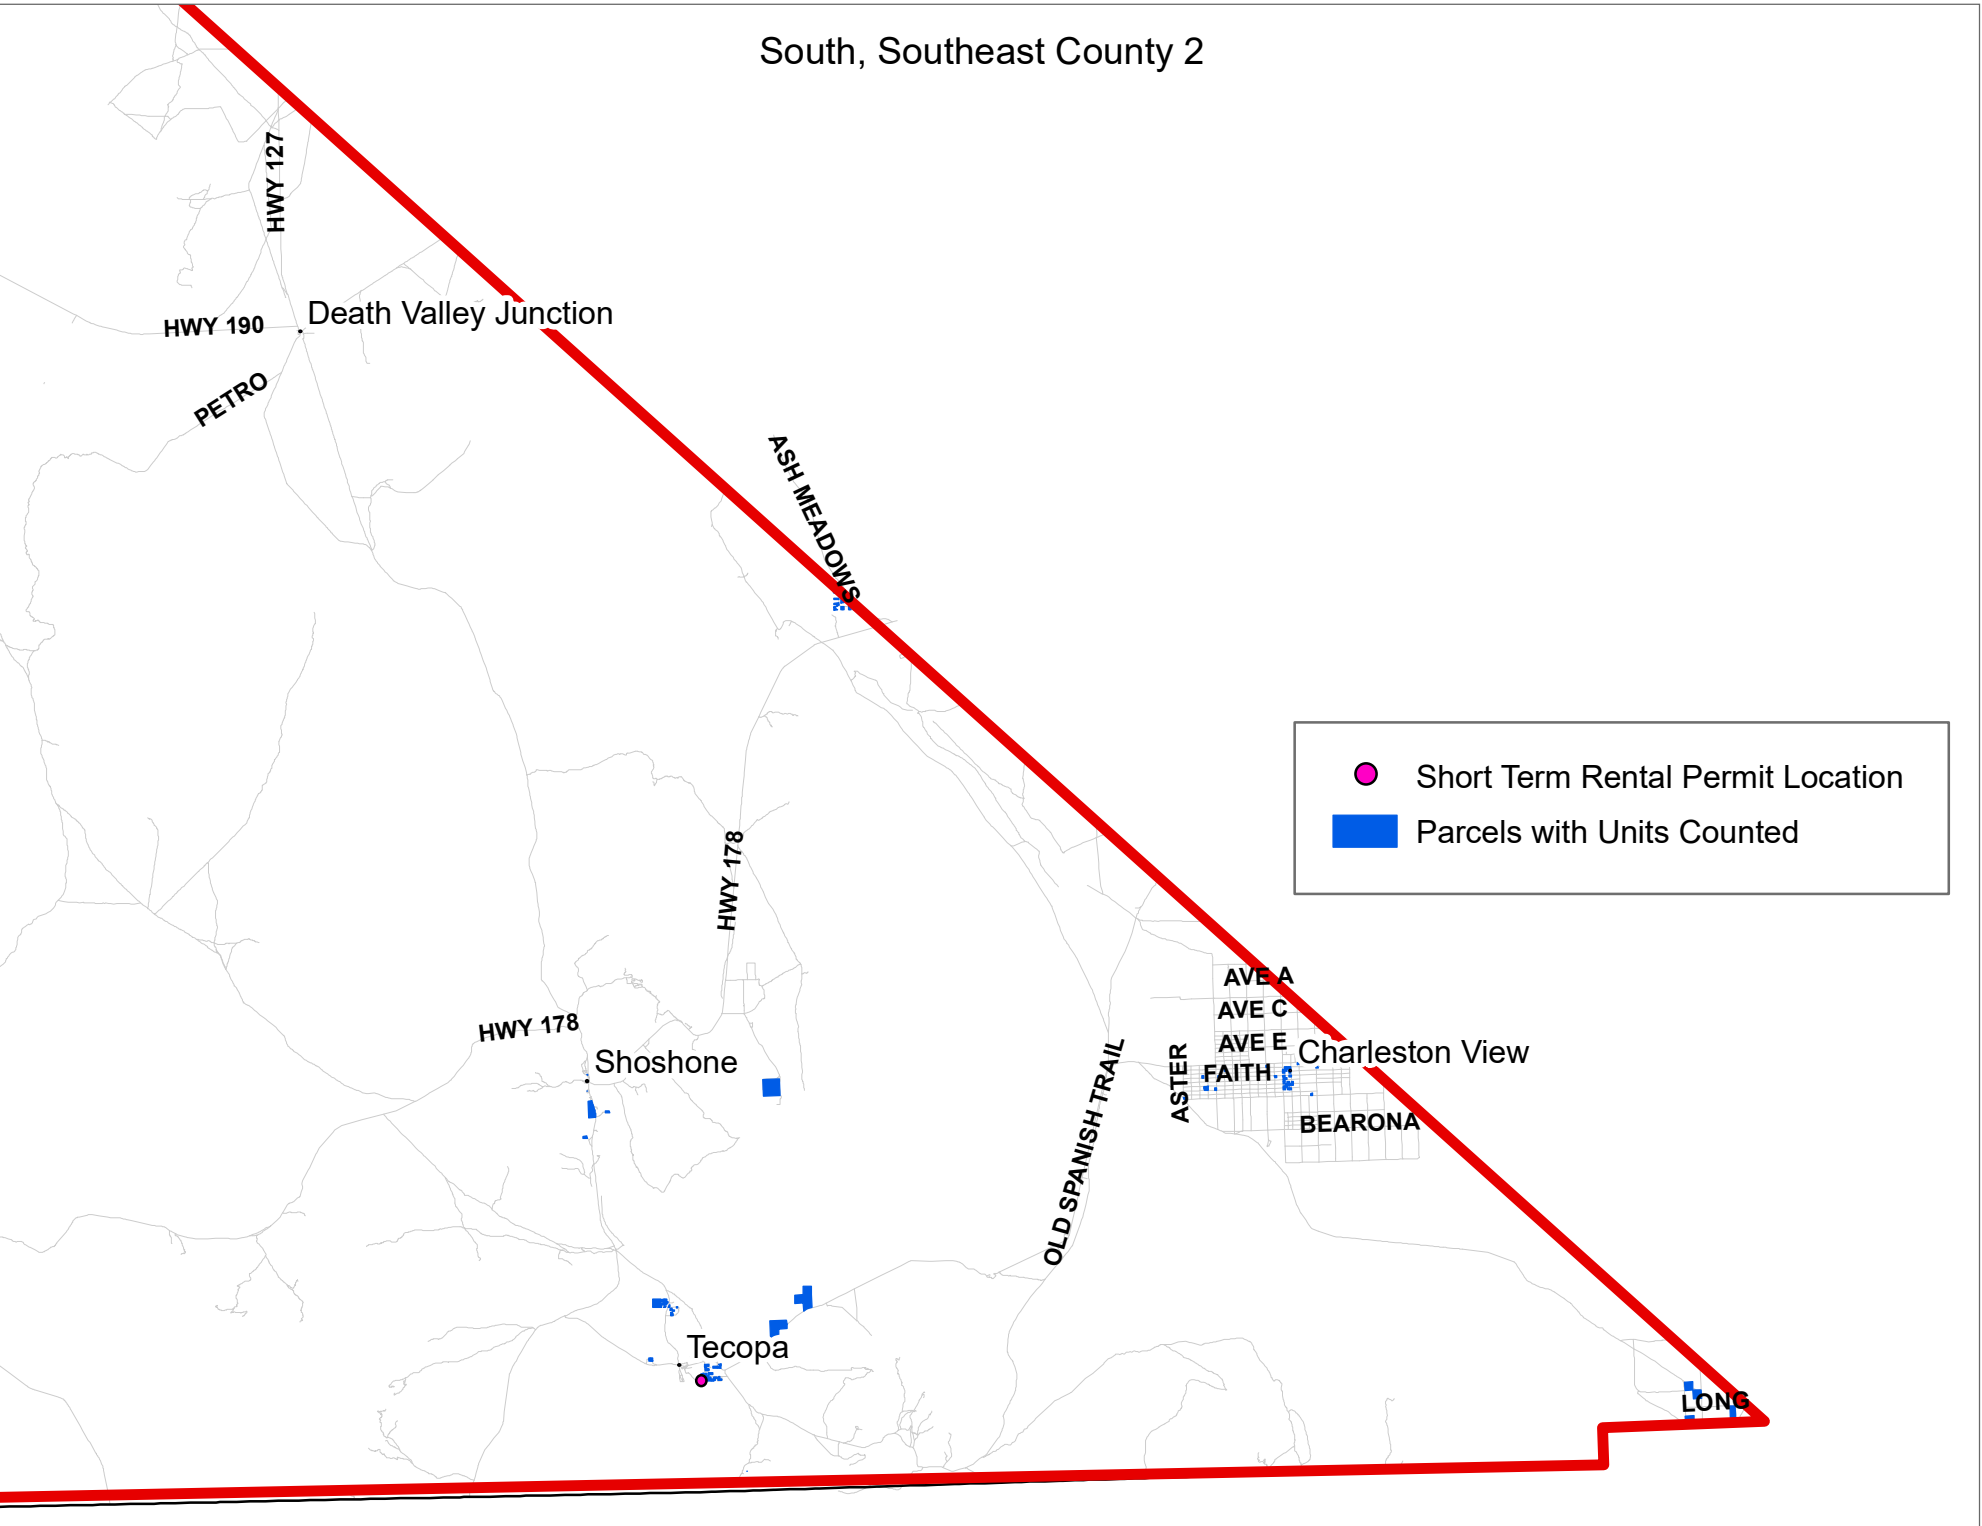 South, Southeast County 2
HWY 127
Death Valley Junction
HWY 190
PETRO
ASH MEADOWS
Short Term Rental Permit Location
Parcels with Units Counted
HWY 178
AVE A
AVE C
AVE E
Charleston View
FAITH
ASTER
BEARONA
HWY 178
Shoshone
OLD SPANISH TRAIL
Tecopa
LONG